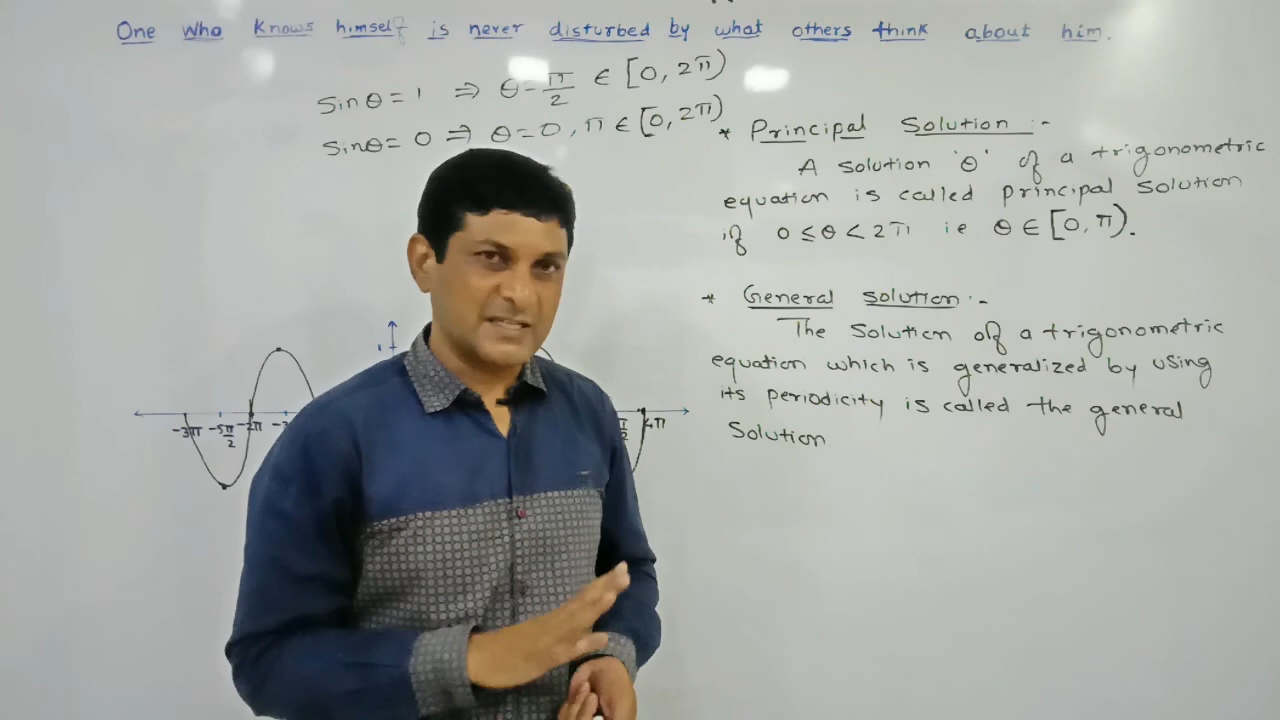 One who knows himself is never disturbed by what others think about him.
Sinθ = 1 ⇒ θ = π/2 ∈ [0, 2π)
Sinθ = 0 ⇒ θ = 0, π ∈ [0, 2π)
* Principal Solution :-
A solution 'θ' of a trigonometric
equation is called principal solution
if 0 ≤ θ < 2π ie θ ∈ [0, π).
* General solution :-
The solution of a trigonometric
equation which is generalized by using
its periodicity is called the general
Solution
1
-3π -5π/2 -2π -3 4π